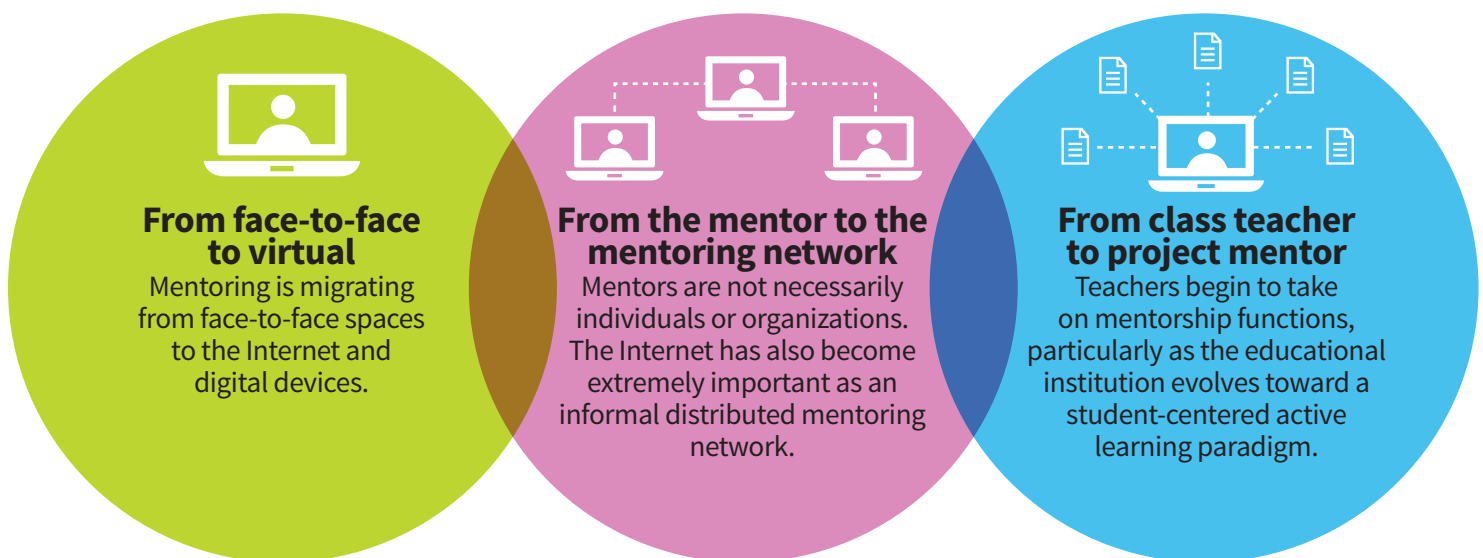 From face-to-face
to virtual
Mentoring is migrating
from face-to-face spaces
to the Internet and
digital devices.
From the mentor to the
mentoring network
Mentors are not necessarily
individuals or organizations.
The Internet has also become
extremely important as an
informal distributed mentoring
network.
From class teacher
to project mentor
Teachers begin to take
on mentorship functions,
particularly as the educational
institution evolves toward a
student-centered active
learning paradigm.